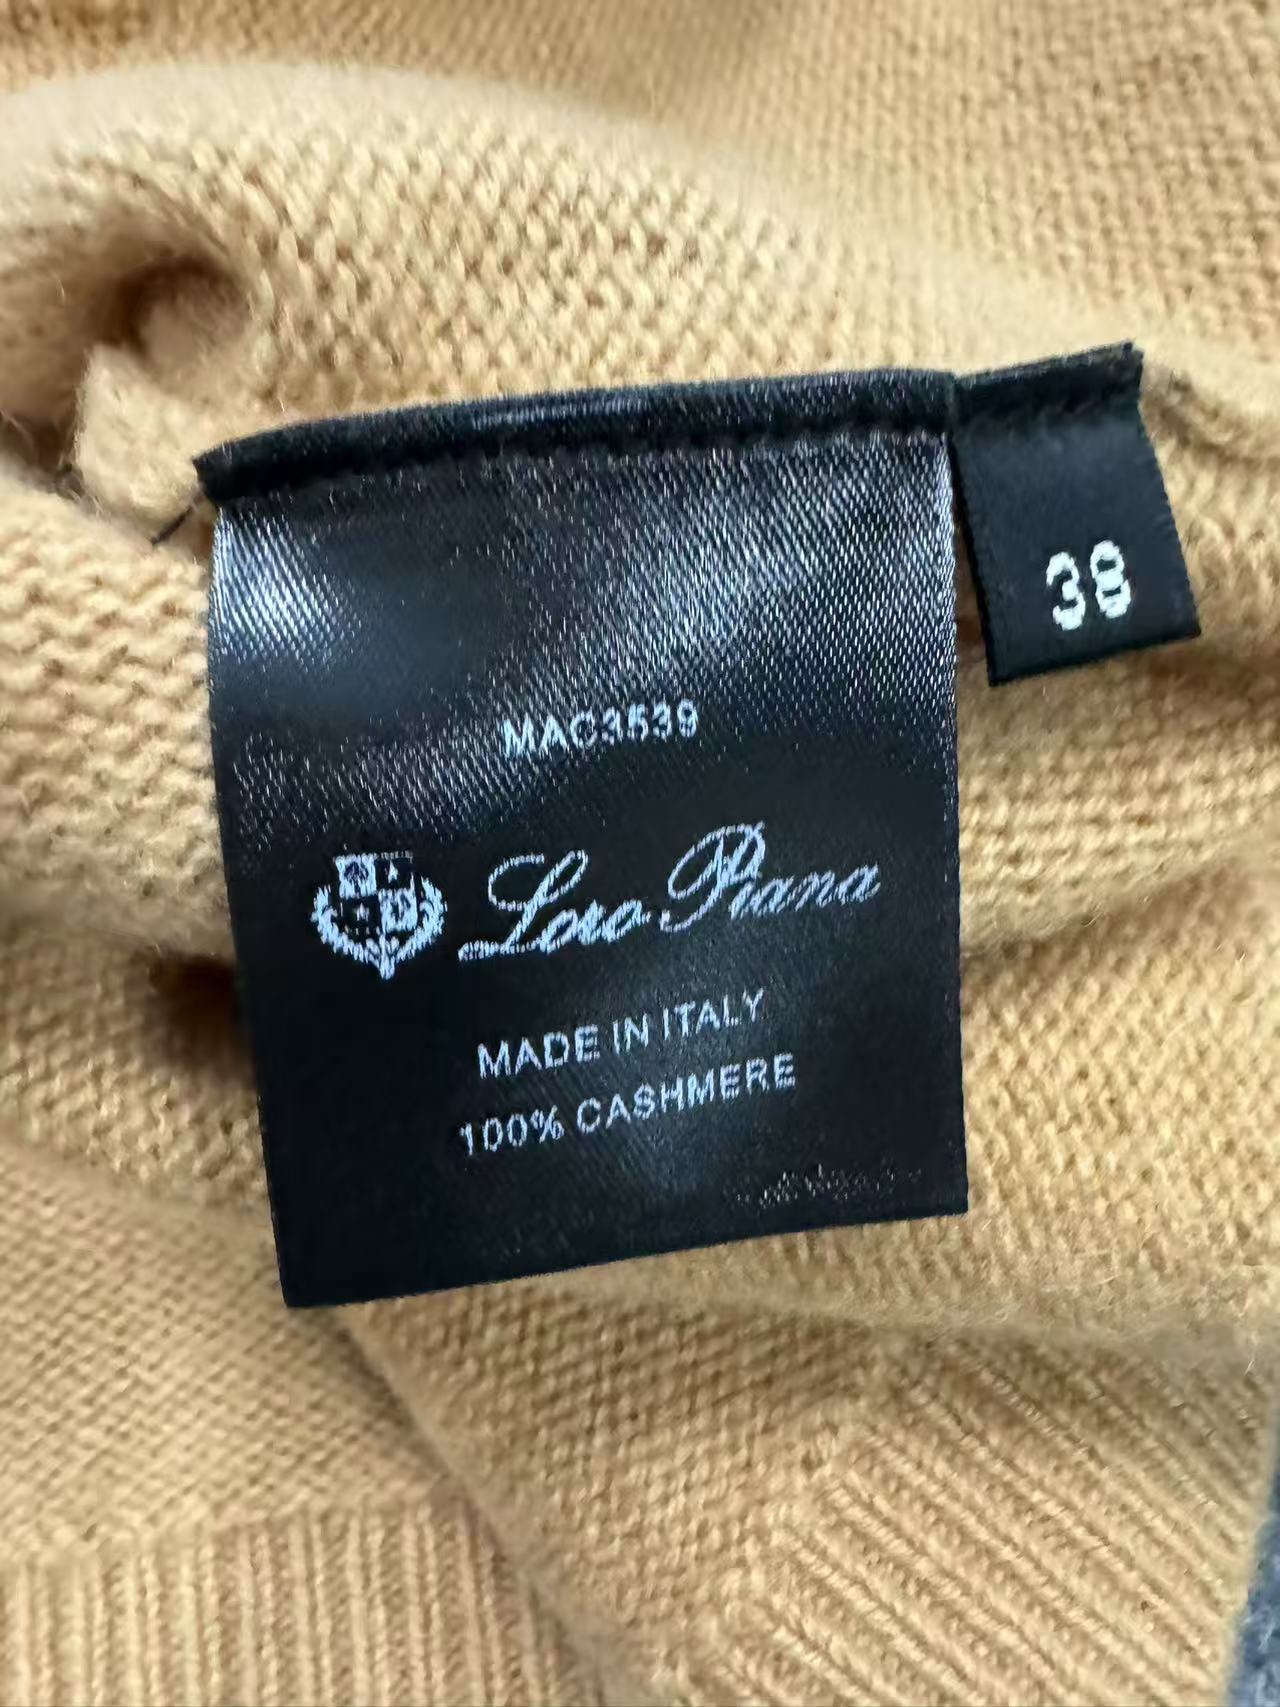 38
MAC3539
Loro Piana
MADE IN ITALY
100% CASHMERE